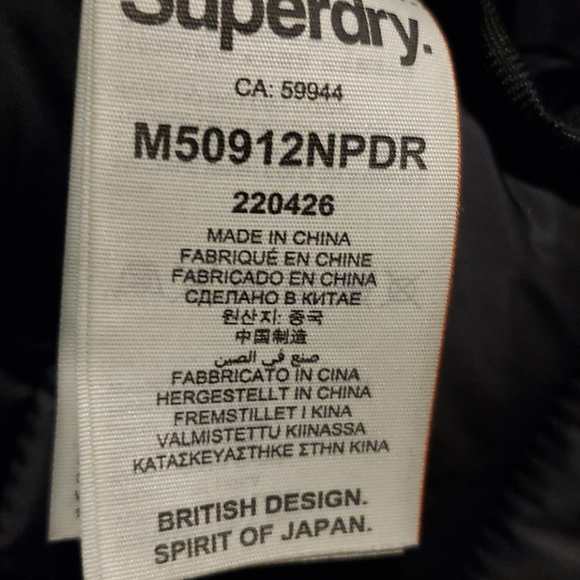 Superdry.
CA: 59944
M50912NPDR
220426
MADE IN CHINA
FABRIQUÉ EN CHINE
FABRICADO EN CHINA
СДЕЛАНО В КИТАЕ
원산지: 중국
中国制造
صنع في الصين
FABBRICATO IN CINA
HERGESTELLT IN CHINA
FREMSTILLET I KINA
VALMISTETTU KIINASSA
ΚΑΤΑΣΚΕΥΑΣΤΗΚΕ ΣΤΗΝ ΚΙΝΑ
BRITISH DESIGN.
SPIRIT OF JAPAN.